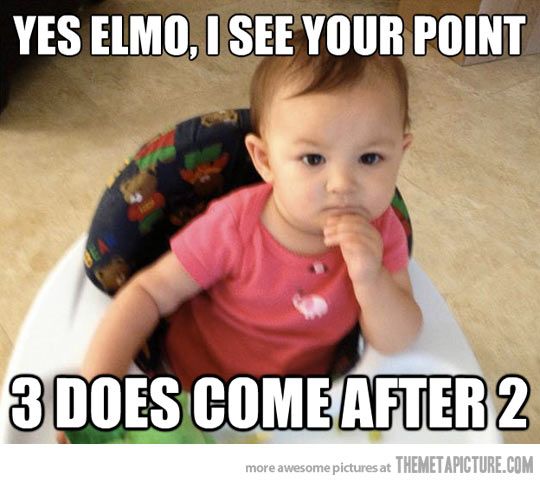 YES ELMO, I SEE YOUR POINT
3 DOES COME AFTER 2
more awesome pictures at THEMETAPICTURE.COM